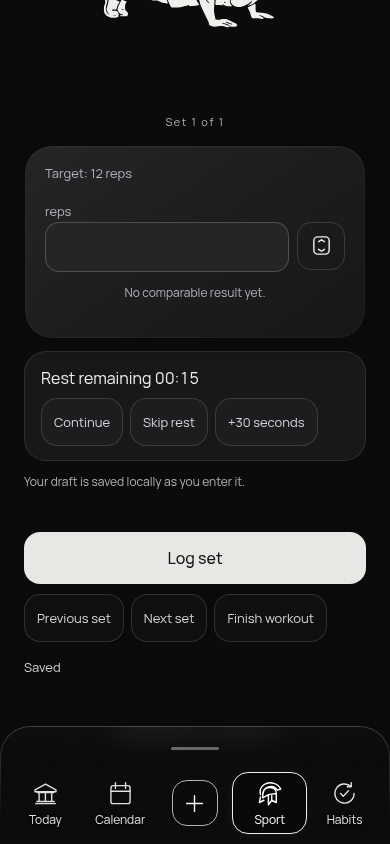 Set 1 of 1
Target: 12 reps
reps
No comparable result yet.
Rest remaining 00:15
Continue
Skip rest
+30 seconds
Your draft is saved locally as you enter it.
Log set
Previous set
Next set
Finish workout
Saved
Today
Calendar
Sport
Habits